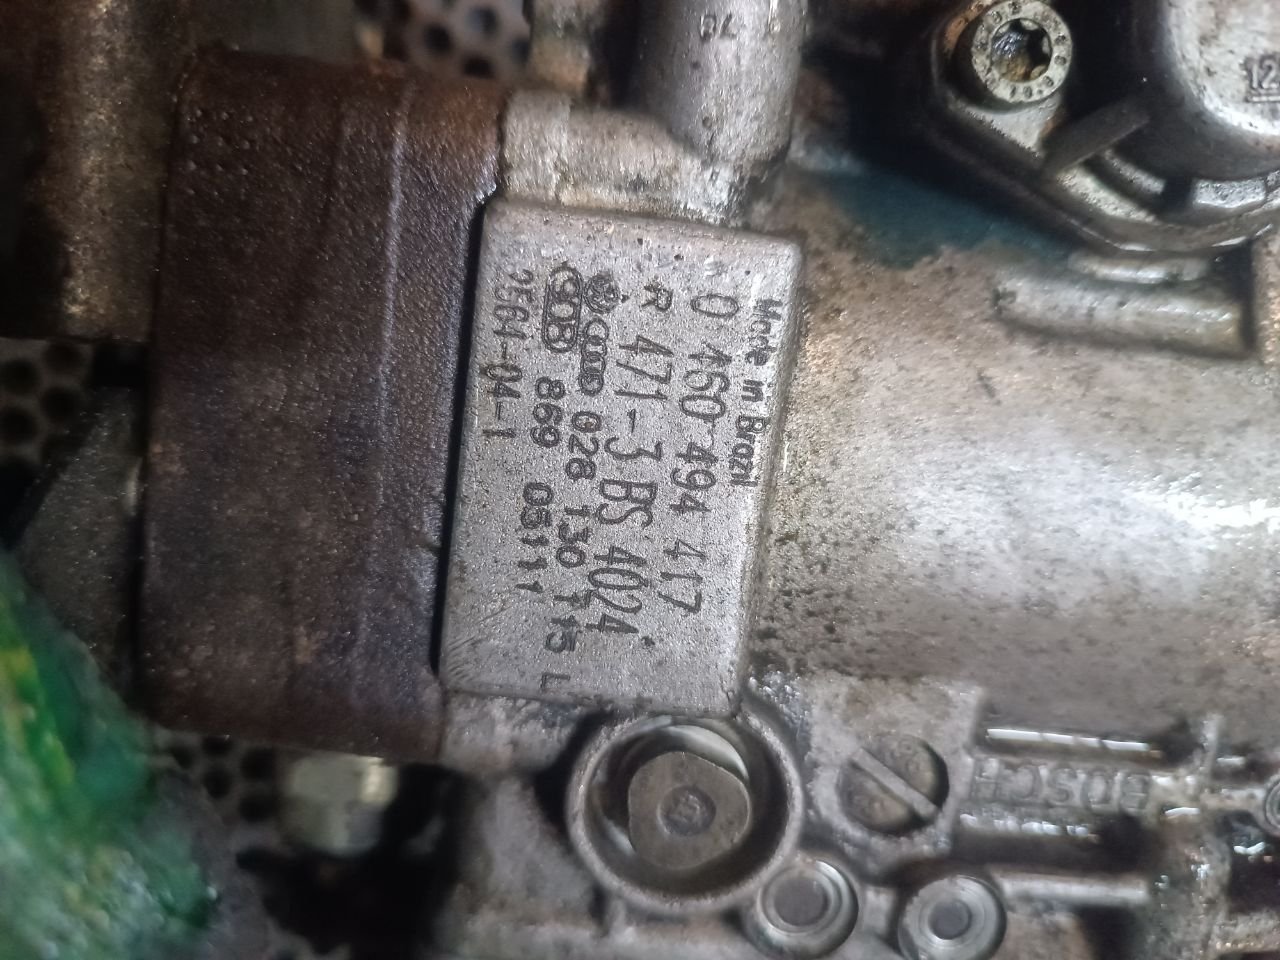 Made in Brazil
0 460 494 417
R 471-3 BS 4024
028 130 115 L
869 05111
2564-04-1
BOSCH
12